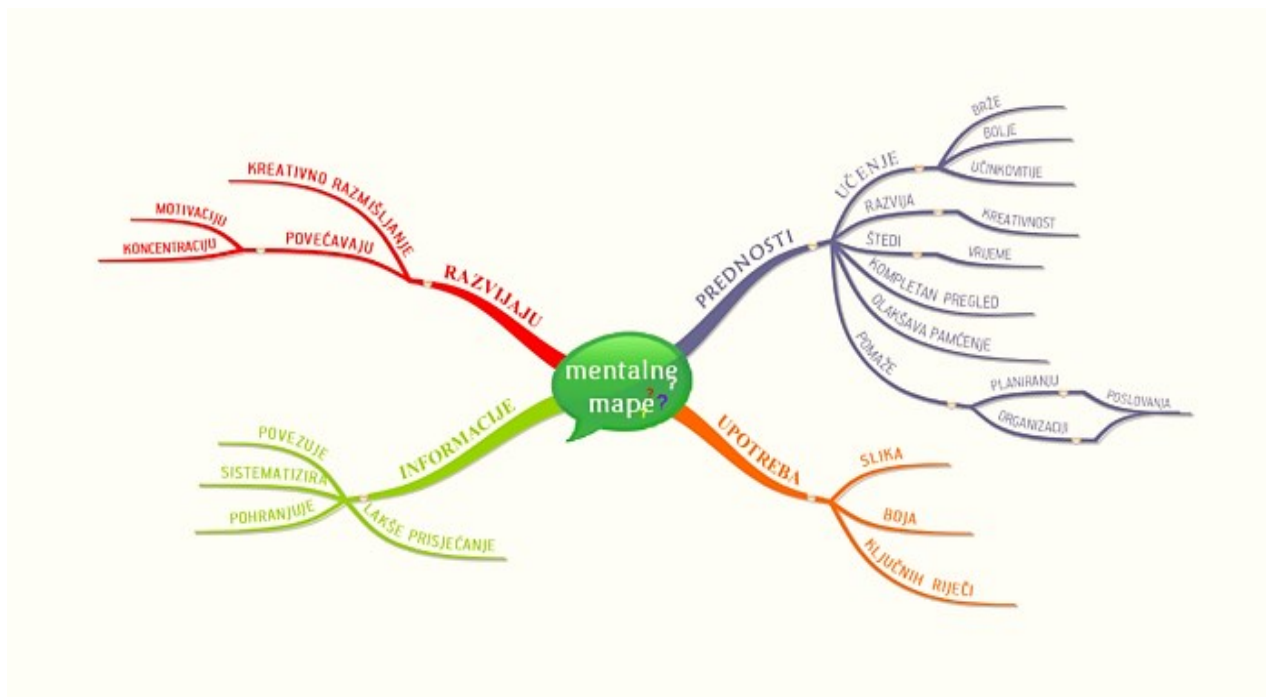 mentalne
mape
???
PREDNOSTI
UČENJE
BRŽE
BOLJE
UČINKOVITIJE
RAZVIJA
KREATIVNOST
ŠTEDI
VRIJEME
KOMPLETAN PREGLED
OLAKŠAVA PAMĆENJE
POMAŽE
PLANIRANJU
ORGANIZACIJI
POSLOVANJA
UPOTREBA
SLIKA
BOJA
KLJUČNIH RIJEČI
INFORMACIJE
POVEZUJE
SISTEMATIZIRA
POHRANJUJE
LAKŠE PRISJEĆANJE
RAZVIJAJU
KREATIVNO RAZMIŠLJANJE
POVEĆAVAJU
MOTIVACIJU
KONCENTRACIJU